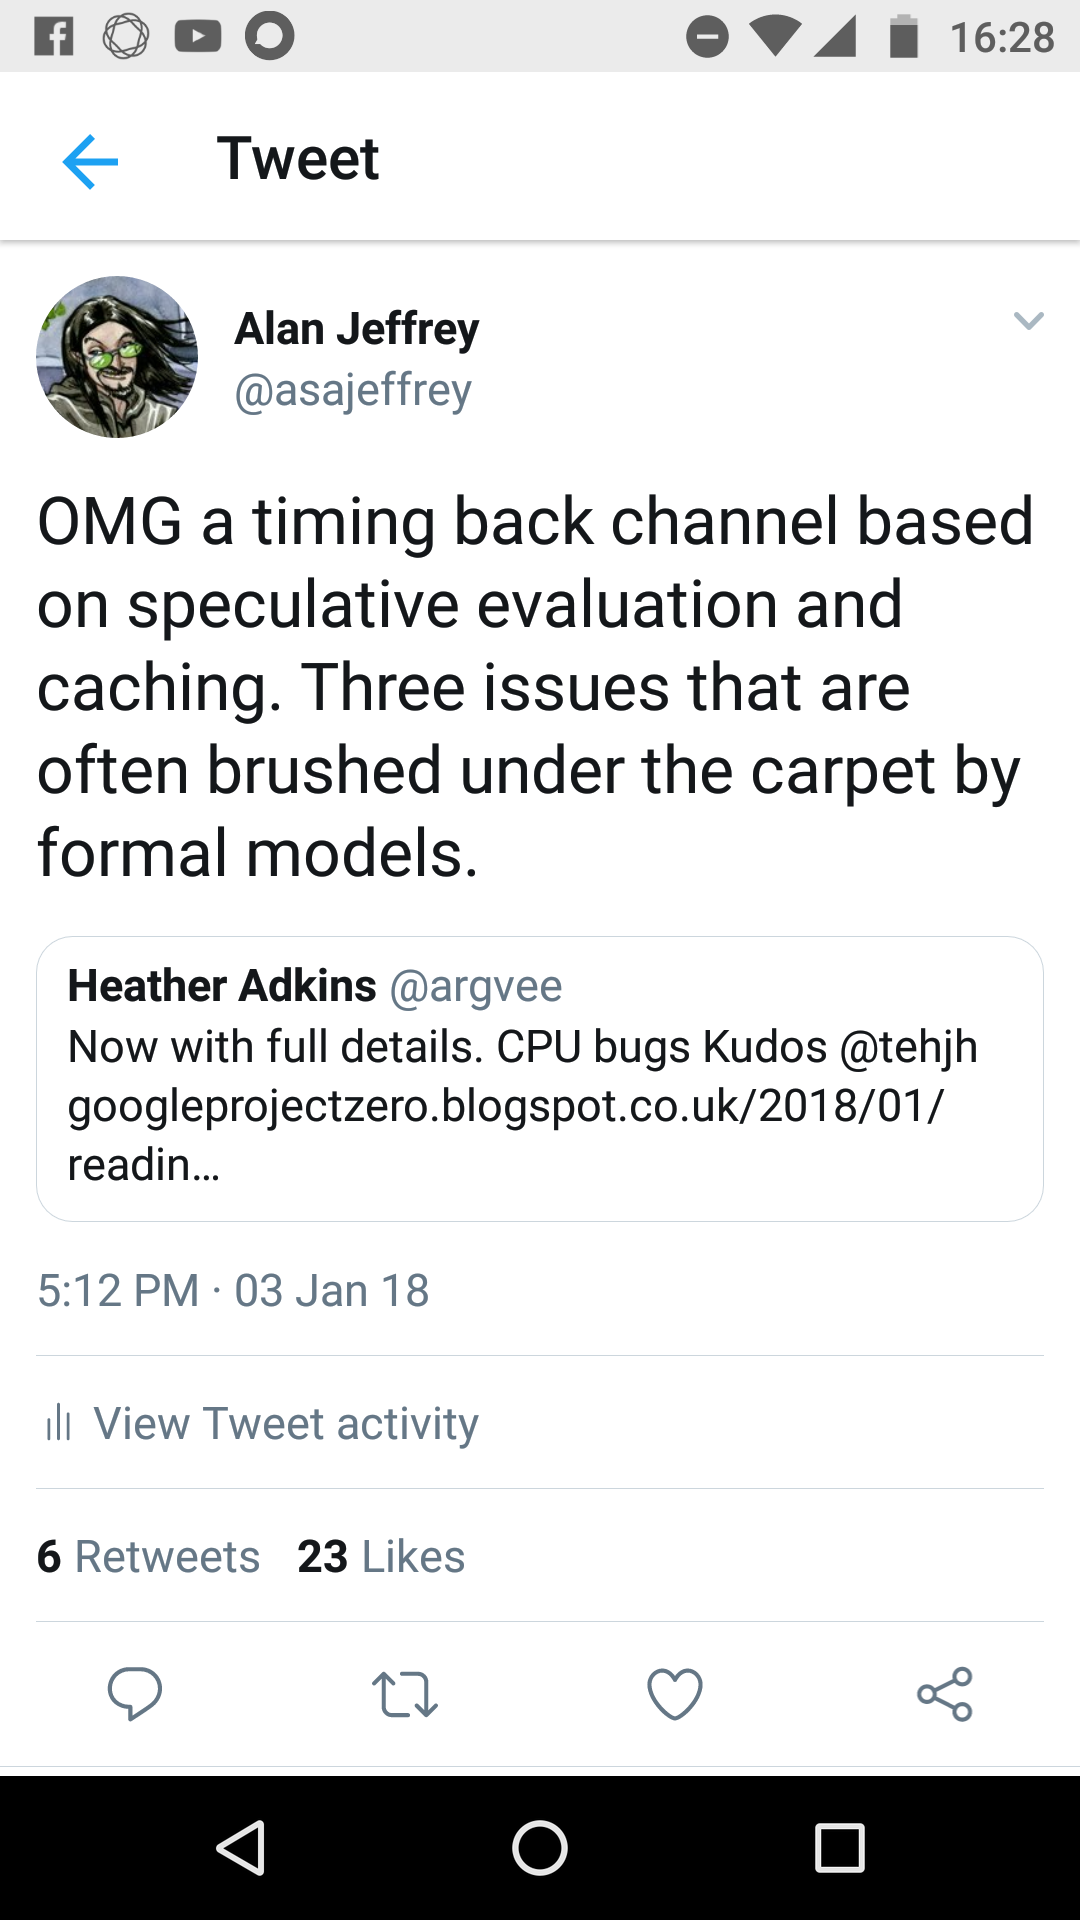 16:28
Tweet
Alan Jeffrey
@asajeffrey
OMG a timing back channel based
on speculative evaluation and
caching. Three issues that are
often brushed under the carpet by
formal models.
Heather Adkins @argvee
Now with full details. CPU bugs Kudos @tehjh
googleprojectzero.blogspot.co.uk/2018/01/
readin…
5:12 PM · 03 Jan 18
View Tweet activity
6 Retweets 23 Likes